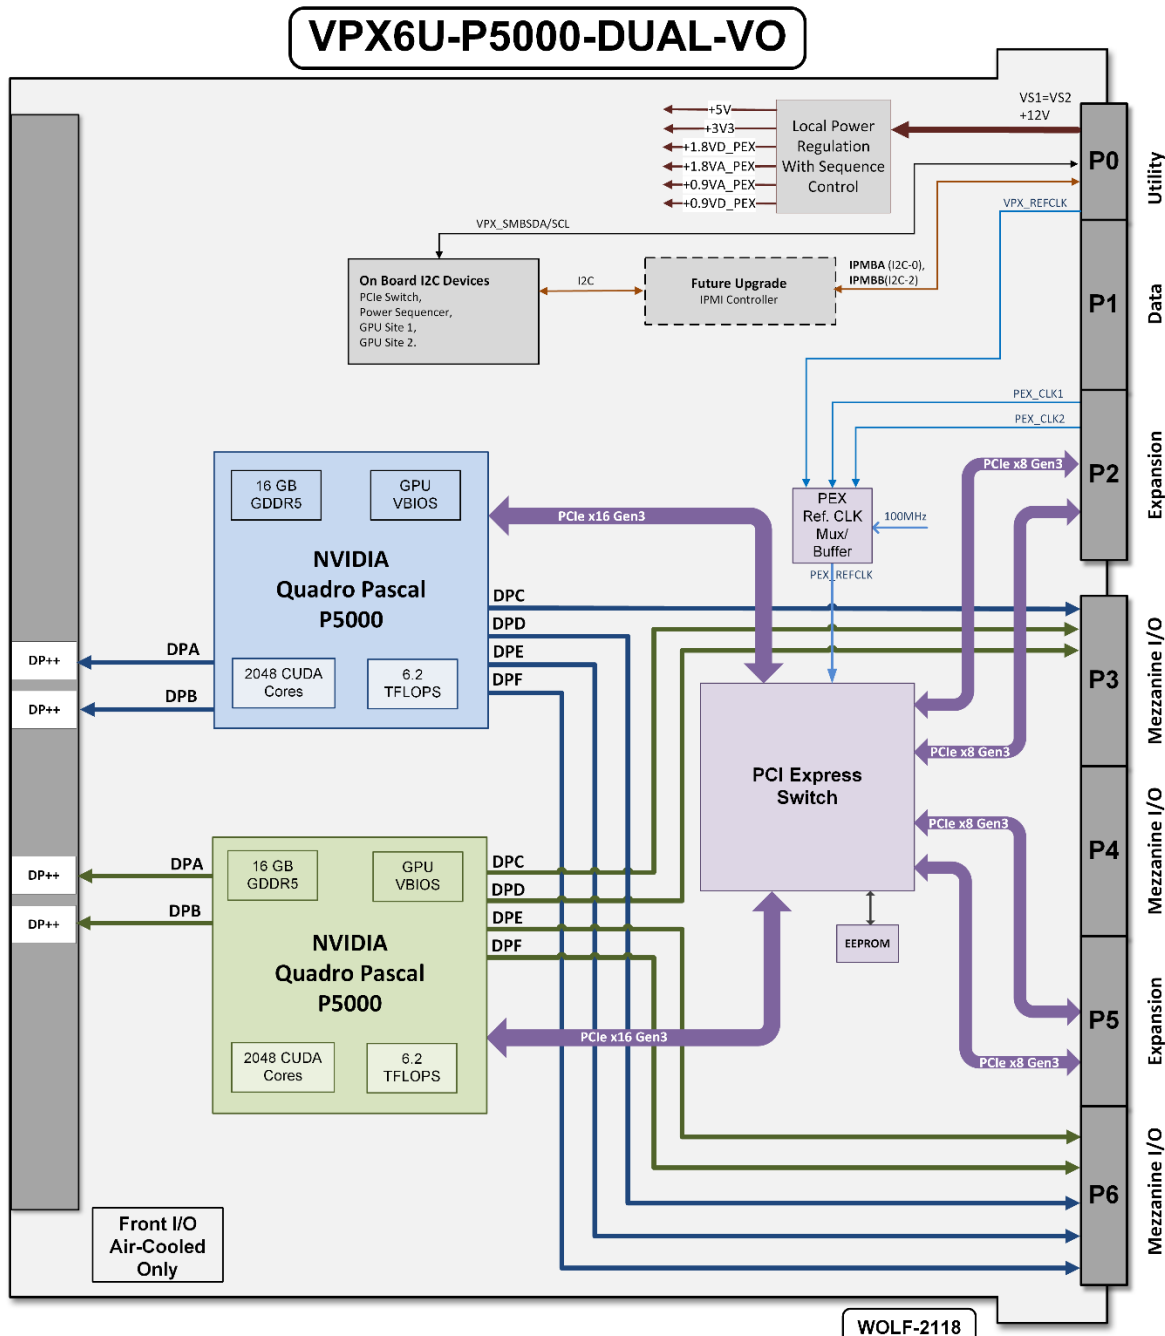 VPX6U-P5000-DUAL-VO
VS1=VS2
+12V
+5V
+3V3
+1.8VD_PEX
+1.8VA_PEX
+0.9VA_PEX
+0.9VD_PEX
Local Power
Regulation
With Sequence
Control
P0
Utility
VPX_REFCLK
VPX_SMBSDA/SCL
On Board I2C Devices
PCIe Switch,
Power Sequencer,
GPU Site 1,
GPU Site 2.
I2C
Future Upgrade
IPMI Controller
IPMBA (I2C-0),
IPMBB(I2C-2)
P1
Data
PEX_CLK1
PEX_CLK2
PCIe x8 Gen3
P2
Expansion
16 GB
GDDR5
GPU
VBIOS
PCIe x16 Gen3
PEX
Ref. CLK
Mux/
Buffer
100MHz
PEX_REFCLK
NVIDIA
Quadro Pascal
P5000
DPC
DPD
DPE
DPF
2048 CUDA
Cores
6.2
TFLOPS
DP++
DPA
DP++
DPB
P3
Mezzanine I/O
PCIe x8 Gen3
PCI Express
Switch
PCIe x8 Gen3
P4
Mezzanine I/O
DP++
DPA
DP++
DPB
16 GB
GDDR5
GPU
VBIOS
DPC
DPD
DPE
DPF
EEPROM
NVIDIA
Quadro Pascal
P5000
PCIe x16 Gen3
2048 CUDA
Cores
6.2
TFLOPS
PCIe x8 Gen3
P5
Expansion
P6
Mezzanine I/O
Front I/O
Air-Cooled
Only
WOLF-2118